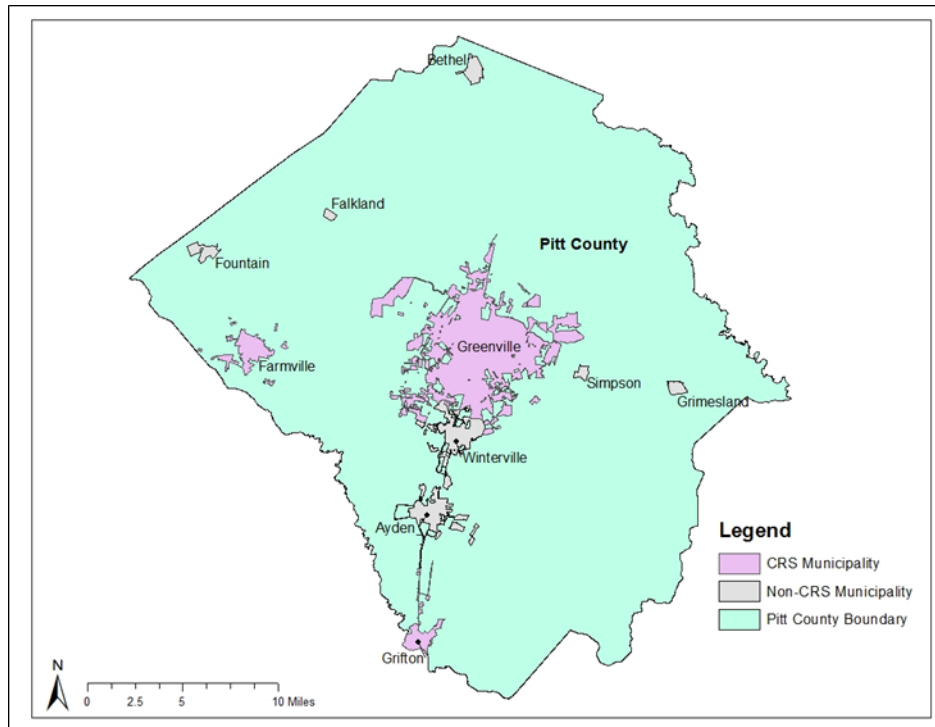 Bethel
Falkland
Pitt County
Fountain
Greenville
Farmville
Simpson
Grimesland
Winterville
Ayden
Legend
CRS Municipality
Non-CRS Municipality
Pitt County Boundary
Grifton
N
0 2.5 5 10 Miles